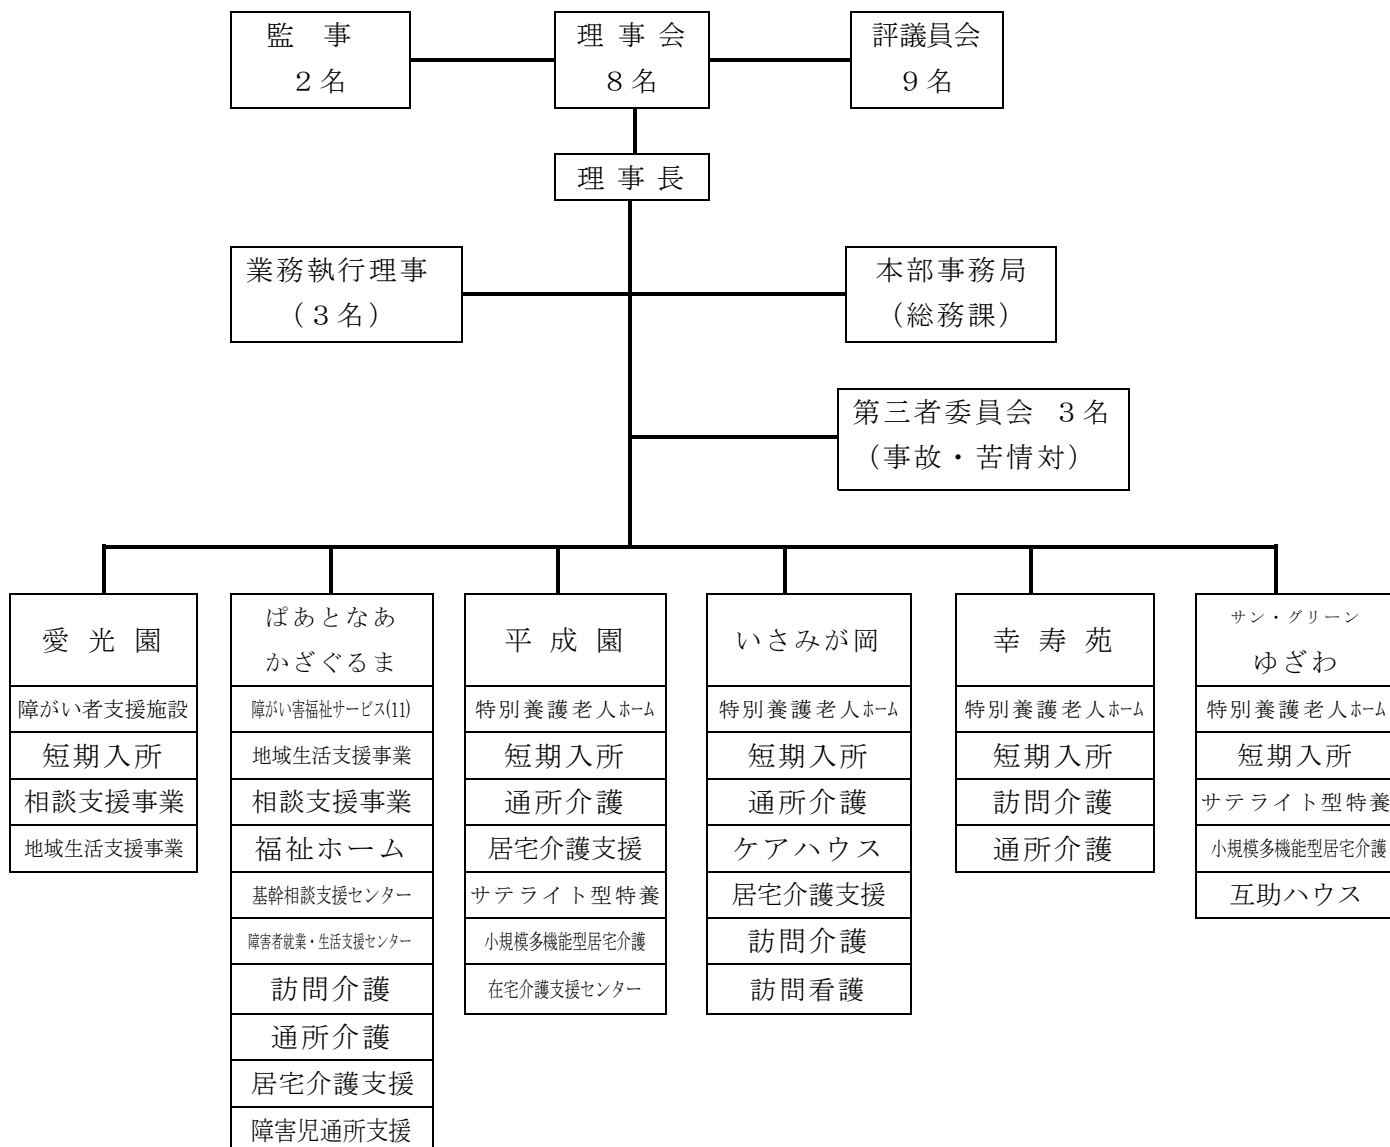 監事
2名
理事会
8名
評議員会
9名
理事長
業務執行理事
(3名)
本部事務局
(総務課)
第三者委員会 3名
(事故・苦情対)
愛光園
障がい者支援施設
短期入所
相談支援事業
地域生活支援事業
ぱあとなあ
かざぐるま
障がい害福祉サービス(11)
地域生活支援事業
相談支援事業
福祉ホーム
基幹相談支援センター
障害者就業・生活支援センター
訪問介護
通所介護
居宅介護支援
障害児通所支援
平成園
特別養護老人ホーム
短期入所
通所介護
居宅介護支援
サテライト型特養
小規模多機能型居宅介護
在宅介護支援センター
いさみが岡
特別養護老人ホーム
短期入所
通所介護
ケアハウス
居宅介護支援
訪問介護
訪問看護
幸寿苑
特別養護老人ホーム
短期入所
訪問介護
通所介護
サン・グリーン
ゆざわ
特別養護老人ホーム
短期入所
サテライト型特養
小規模多機能型居宅介護
互助ハウス